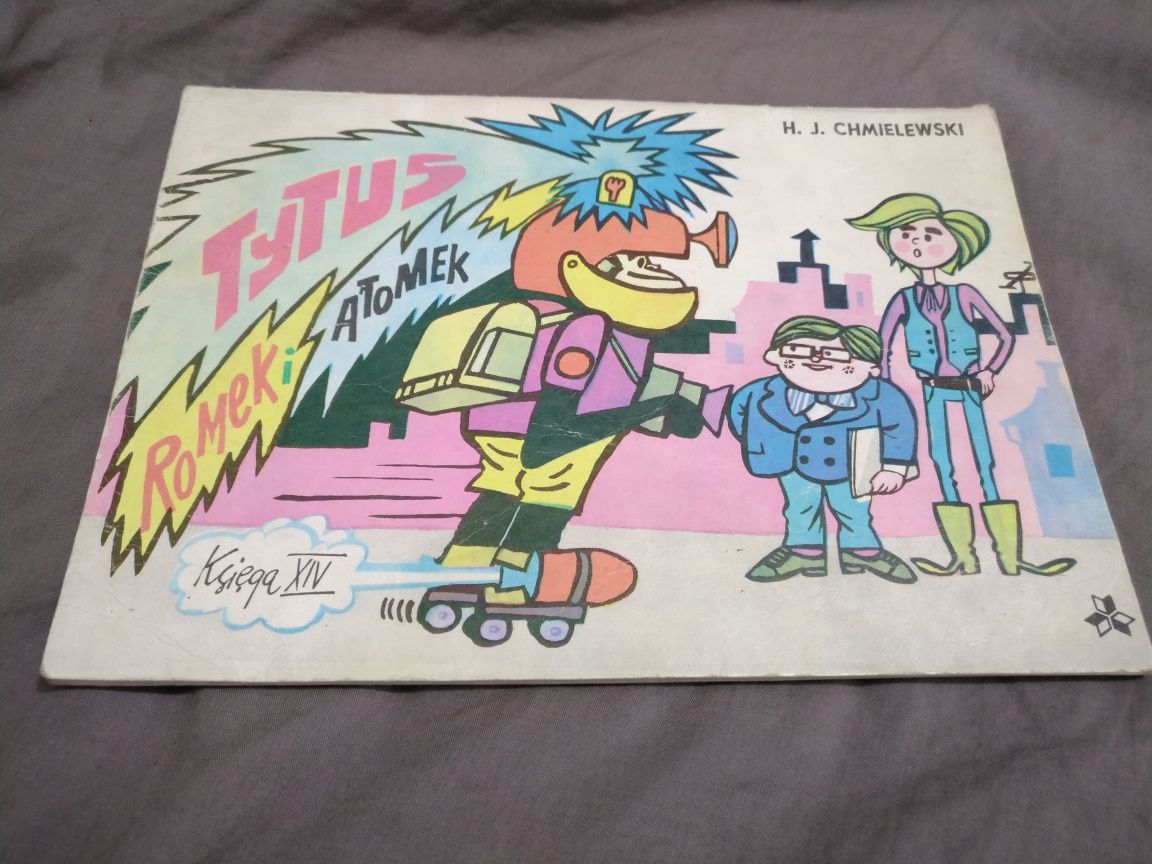 H. J. CHMIELEWSKI
TYTUS
ROMEK i
ATOMEK
Księga XIV